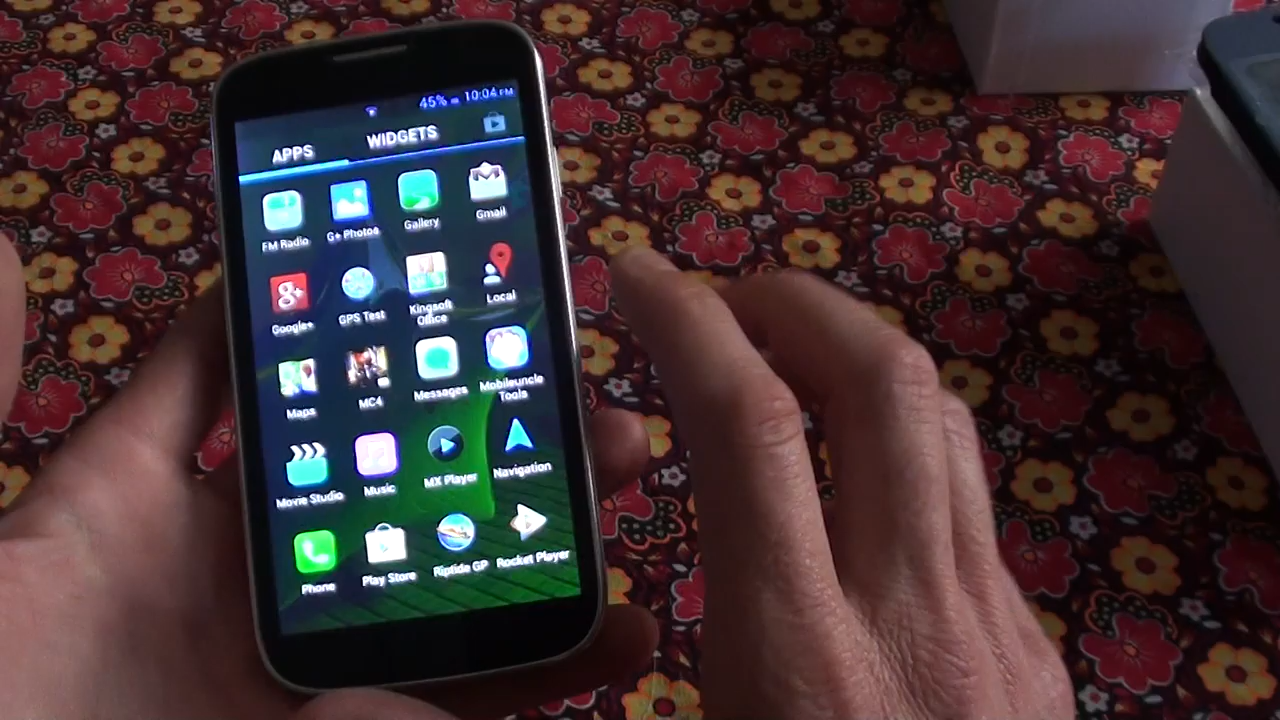 45% 10:04 PM
APPS WIDGETS
FM Radio G+ Photos Gallery Gmail
g+
Google+ GPS Test Kingsoft Office Local
Maps MC4 Messages Mobileuncle Tools
Movie Studio Music MX Player Navigation
Phone Play Store Riptide GP Rocket Player